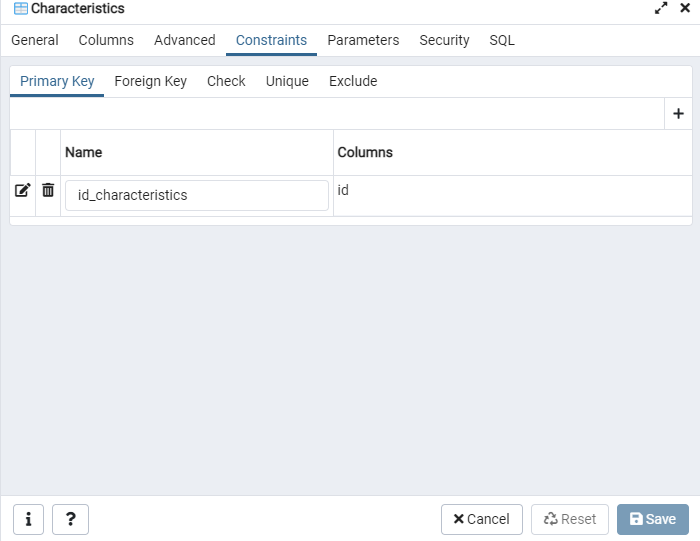 Characteristics
General Columns Advanced Constraints Parameters Security SQL
Primary Key Foreign Key Check Unique Exclude
Name Columns
id_characteristics id
Cancel Reset Save